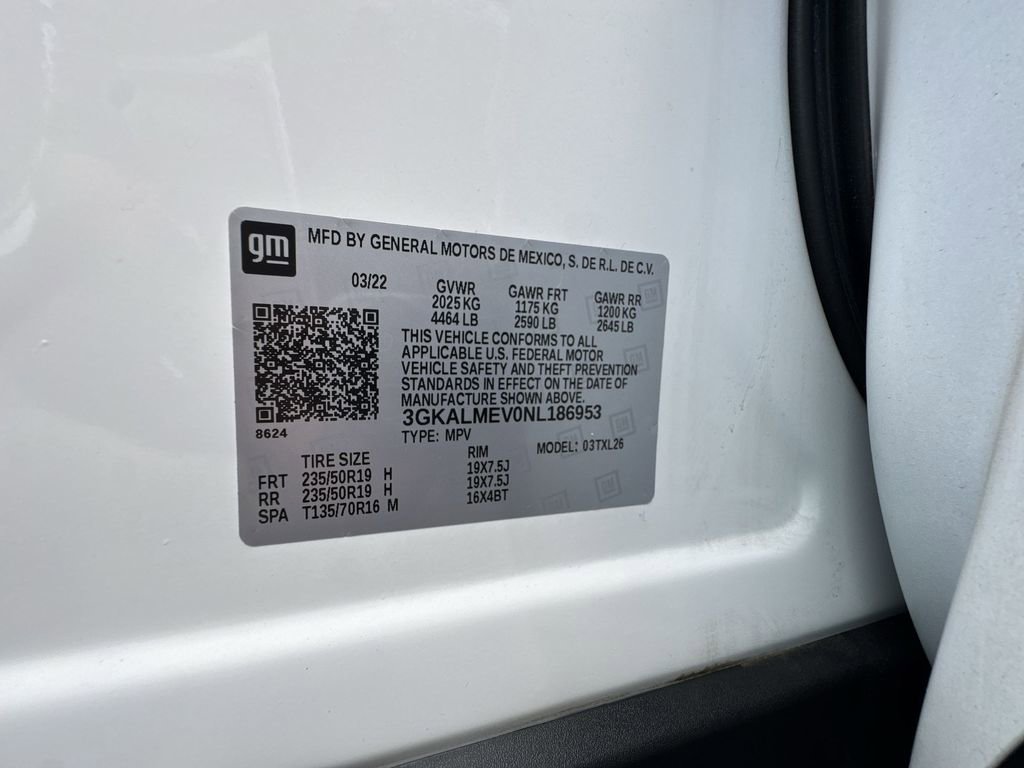 gm MFD BY GENERAL MOTORS DE MEXICO, S. DE R.L. DE C.V.
03/22 GVWR GAWR FRT GAWR RR
2025 KG 1175 KG 1200 KG
4464 LB 2590 LB 2645 LB
THIS VEHICLE CONFORMS TO ALL
APPLICABLE U.S. FEDERAL MOTOR
VEHICLE SAFETY AND THEFT PREVENTION
STANDARDS IN EFFECT ON THE DATE OF
MANUFACTURE SHOWN ABOVE.
3GKALMEV0NL186953
8624 TYPE: MPV MODEL: 03TXL26
TIRE SIZE RIM
FRT 235/50R19 H 19X7.5J
RR 235/50R19 H 19X7.5J
SPA T135/70R16 M 16X4BT